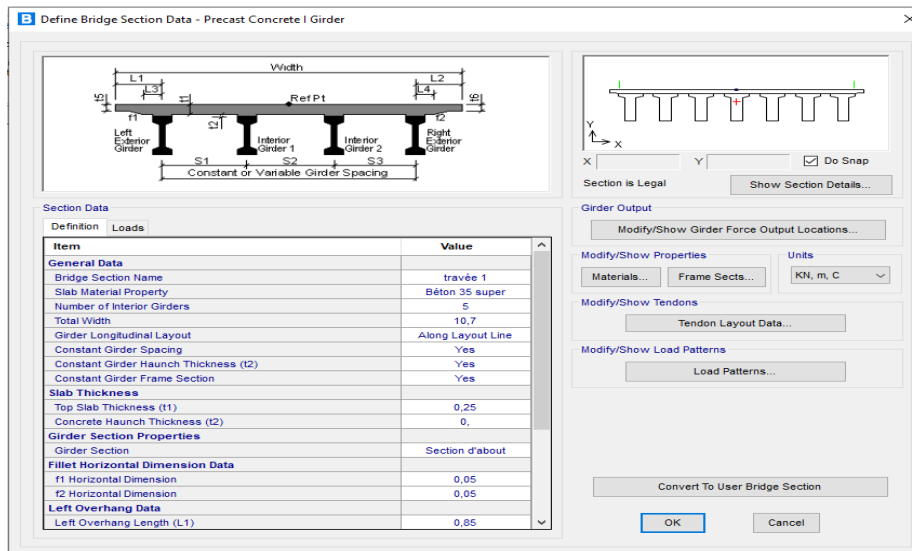 B Define Bridge Section Data - Precast Concrete I Girder
Width
L1
L2
L3
L4
t5
t1
Ref Pt
t6
f1
t2
f2
Left Exterior Girder
Interior Girder 1
Interior Girder 2
Right Exterior Girder
S1
S2
S3
Constant or Variable Girder Spacing
Y
X
X
Y
Do Snap
Section is Legal
Show Section Details...
Section Data
Definition
Loads
Item Value
General Data
Bridge Section Name travée 1
Slab Material Property Béton 35 super
Number of Interior Girders 5
Total Width 10,7
Girder Longitudinal Layout Along Layout Line
Constant Girder Spacing Yes
Constant Girder Haunch Thickness (t2) Yes
Constant Girder Frame Section Yes
Slab Thickness
Top Slab Thickness (t1) 0,25
Concrete Haunch Thickness (t2) 0,
Girder Section Properties
Girder Section Section d'about
Fillet Horizontal Dimension Data
f1 Horizontal Dimension 0,05
f2 Horizontal Dimension 0,05
Left Overhang Data
Left Overhang Length (L1) 0,85
Girder Output
Modify/Show Girder Force Output Locations...
Modify/Show Properties
Materials...
Frame Sects...
Units
KN, m, C
Modify/Show Tendons
Tendon Layout Data...
Modify/Show Load Patterns
Load Patterns...
Convert To User Bridge Section
OK
Cancel